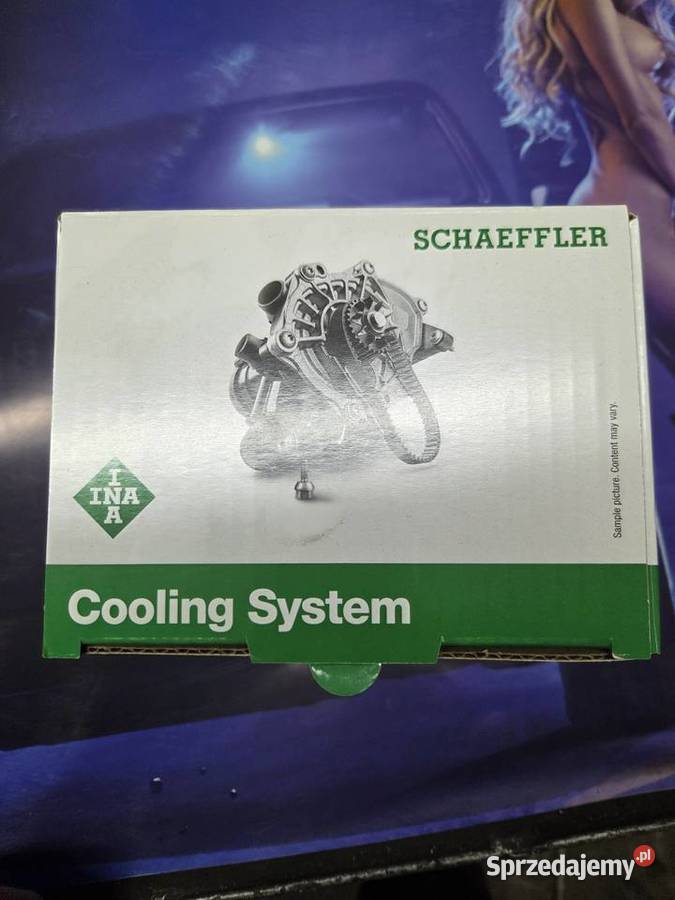 SCHAEFFLER
I
INA
A
Sample picture. Content may vary.
Cooling System
Sprzedajemy.pl